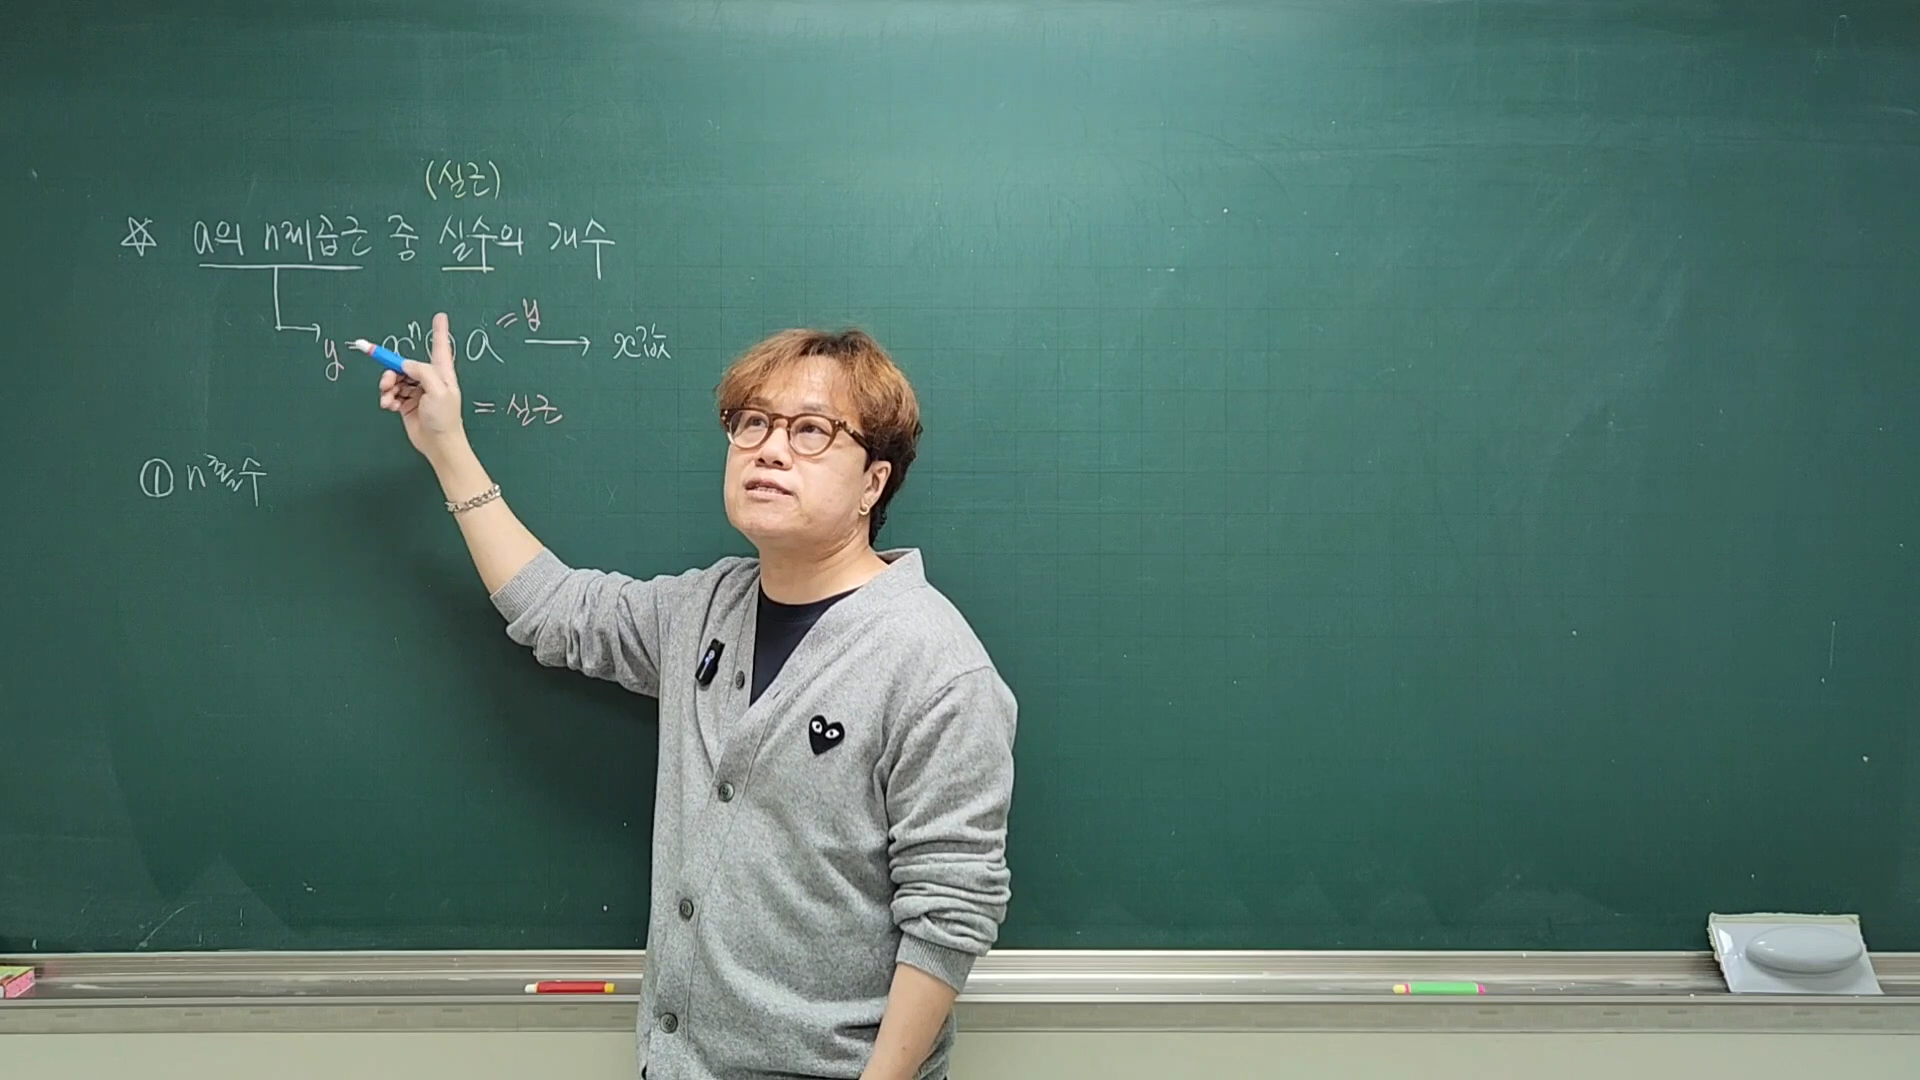 (실근)
☆ a의 n제곱근 중 실수의 개수
y = xⁿ = a = y → x값
= 실근
① n홀수